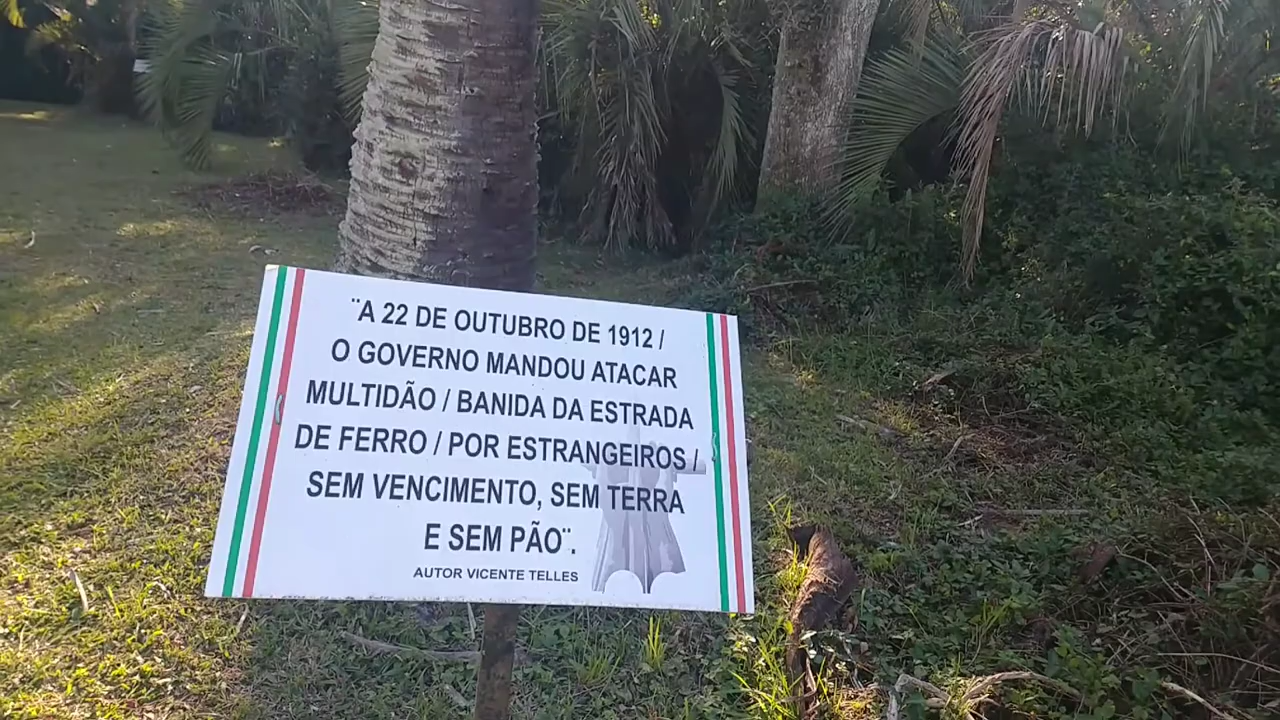 ¨A 22 DE OUTUBRO DE 1912 /
O GOVERNO MANDOU ATACAR
MULTIDÃO / BANIDA DA ESTRADA
DE FERRO / POR ESTRANGEIROS /
SEM VENCIMENTO, SEM TERRA
E SEM PÃO¨.
AUTOR VICENTE TELLES